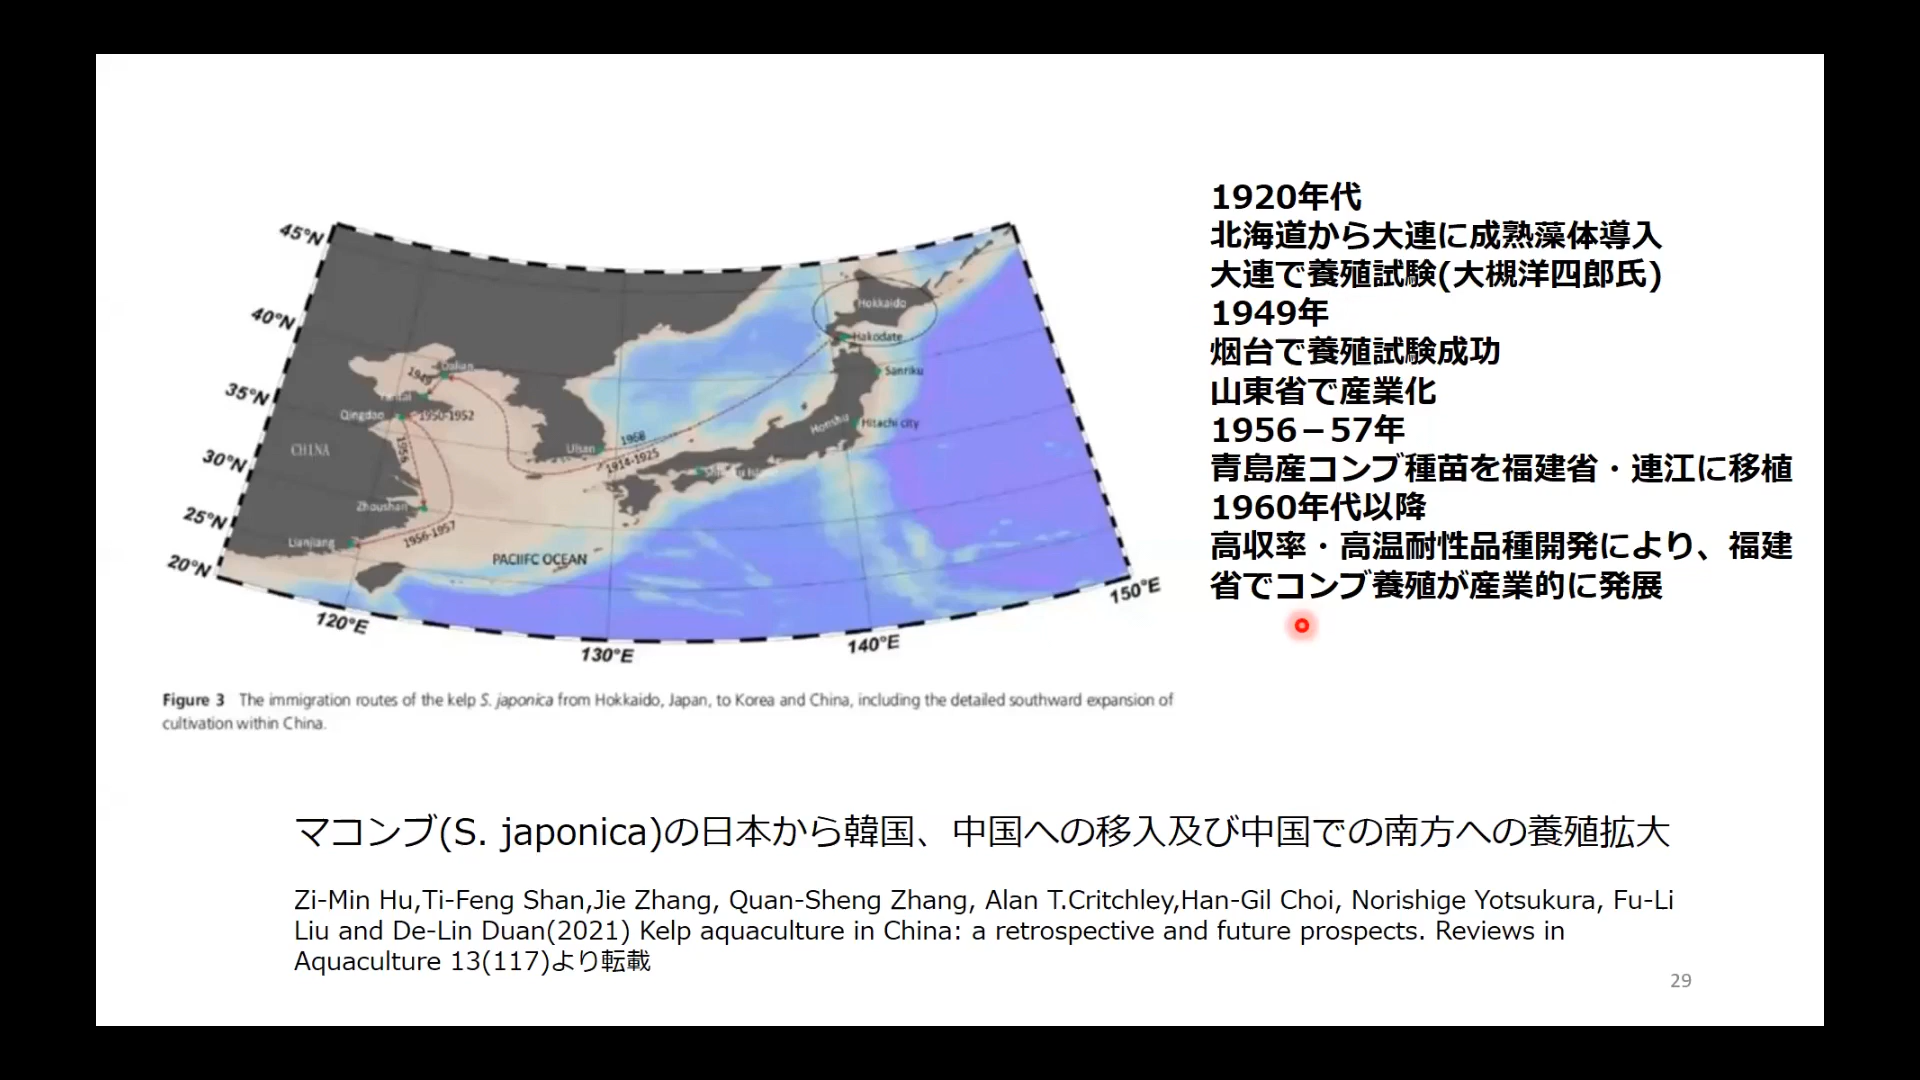 1920年代
北海道から大連に成熟藻体導入
大連で養殖試験(大槻洋四郎氏)
1949年
烟台で養殖試験成功
山東省で産業化
1956－57年
青島産コンブ種苗を福建省・連江に移植
1960年代以降
高収率・高温耐性品種開発により、福建
省でコンブ養殖が産業的に発展
45°N
40°N
35°N
30°N
25°N
20°N
120°E
130°E
140°E
150°E
Hokkaido
Hakodate
Sanriku
Hitachi city
Honshu
Dalian
1949
Qingdao
1950-1952
CHINA
1956
Ulsan
1968
1914-1925
Zhoushan
1956-1957
Lianjiang
PACIIFC OCEAN
Figure 3 The immigration routes of the kelp S. japonica from Hokkaido, Japan, to Korea and China, including the detailed southward expansion of
cultivation within China.
マコンブ(S. japonica)の日本から韓国、中国への移入及び中国での南方への養殖拡大
Zi-Min Hu,Ti-Feng Shan,Jie Zhang, Quan-Sheng Zhang, Alan T.Critchley,Han-Gil Choi, Norishige Yotsukura, Fu-Li
Liu and De-Lin Duan(2021) Kelp aquaculture in China: a retrospective and future prospects. Reviews in
Aquaculture 13(117)より転載
29